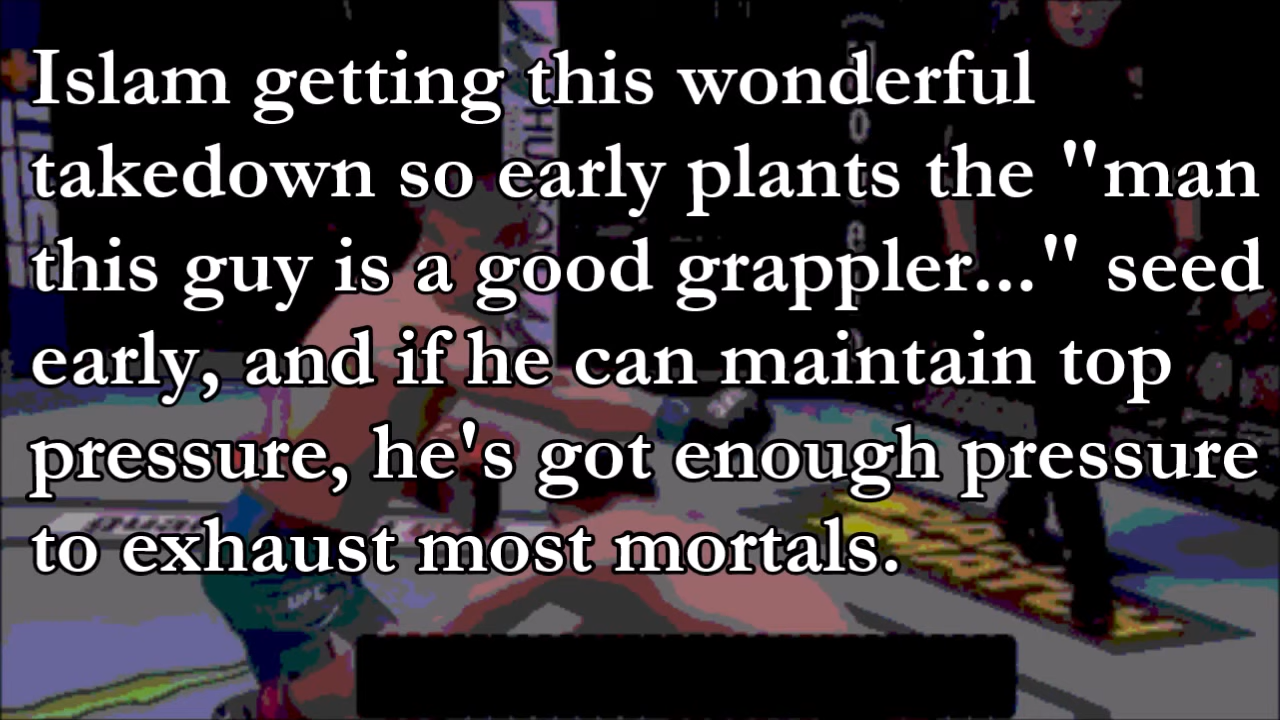 Islam getting this wonderful
takedown so early plants the "man
this guy is a good grappler..." seed
early, and if he can maintain top
pressure, he's got enough pressure
to exhaust most mortals.
UFC